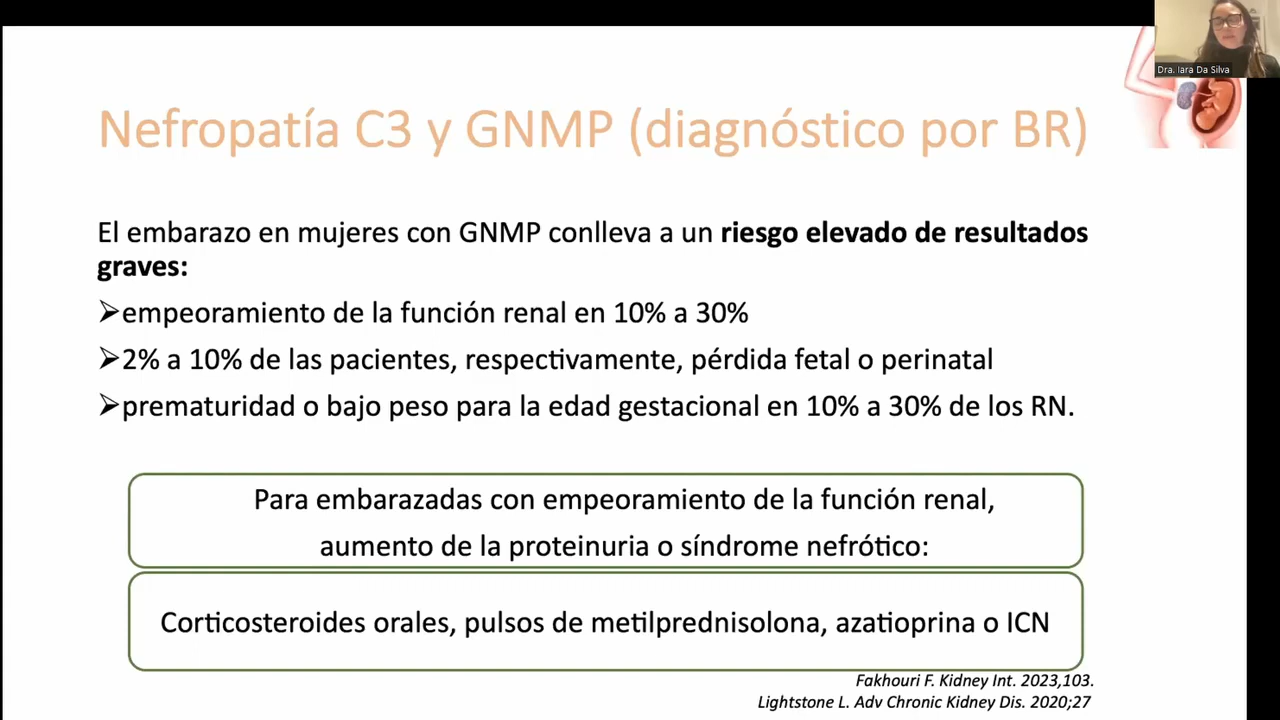 Dra. Iara Da Silva
Nefropatía C3 y GNMP (diagnóstico por BR)
El embarazo en mujeres con GNMP conlleva a un riesgo elevado de resultados
graves:
➢empeoramiento de la función renal en 10% a 30%
➢2% a 10% de las pacientes, respectivamente, pérdida fetal o perinatal
➢prematuridad o bajo peso para la edad gestacional en 10% a 30% de los RN.
Para embarazadas con empeoramiento de la función renal,
aumento de la proteinuria o síndrome nefrótico:
Corticosteroides orales, pulsos de metilprednisolona, azatioprina o ICN
Fakhouri F. Kidney Int. 2023,103.
Lightstone L. Adv Chronic Kidney Dis. 2020;27